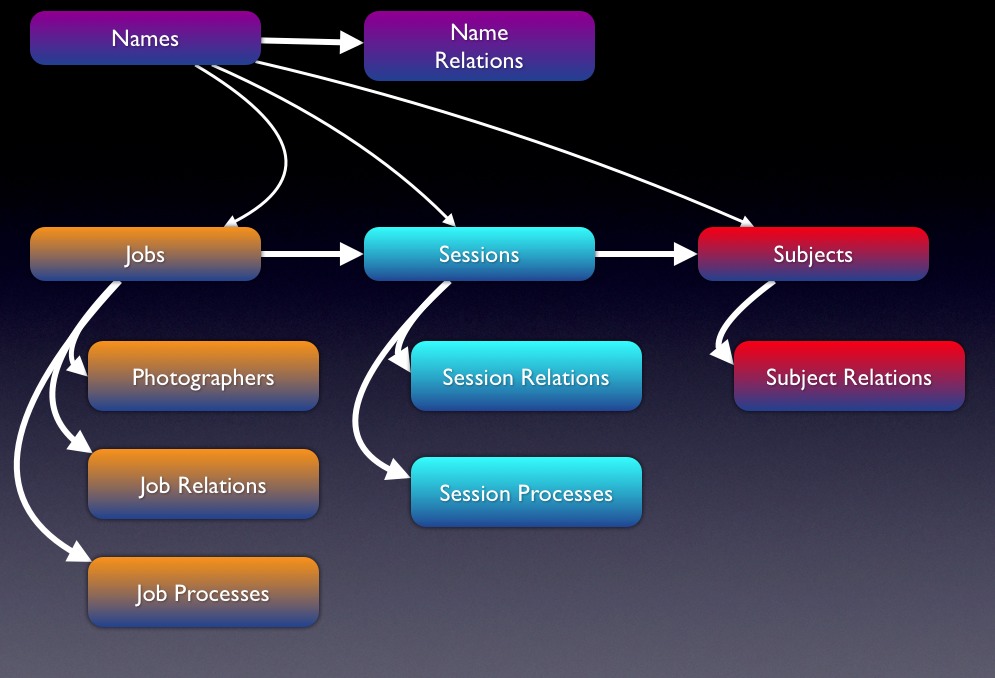 Names
Name
Relations
Jobs
Sessions
Subjects
Photographers
Session Relations
Subject Relations
Job Relations
Session Processes
Job Processes